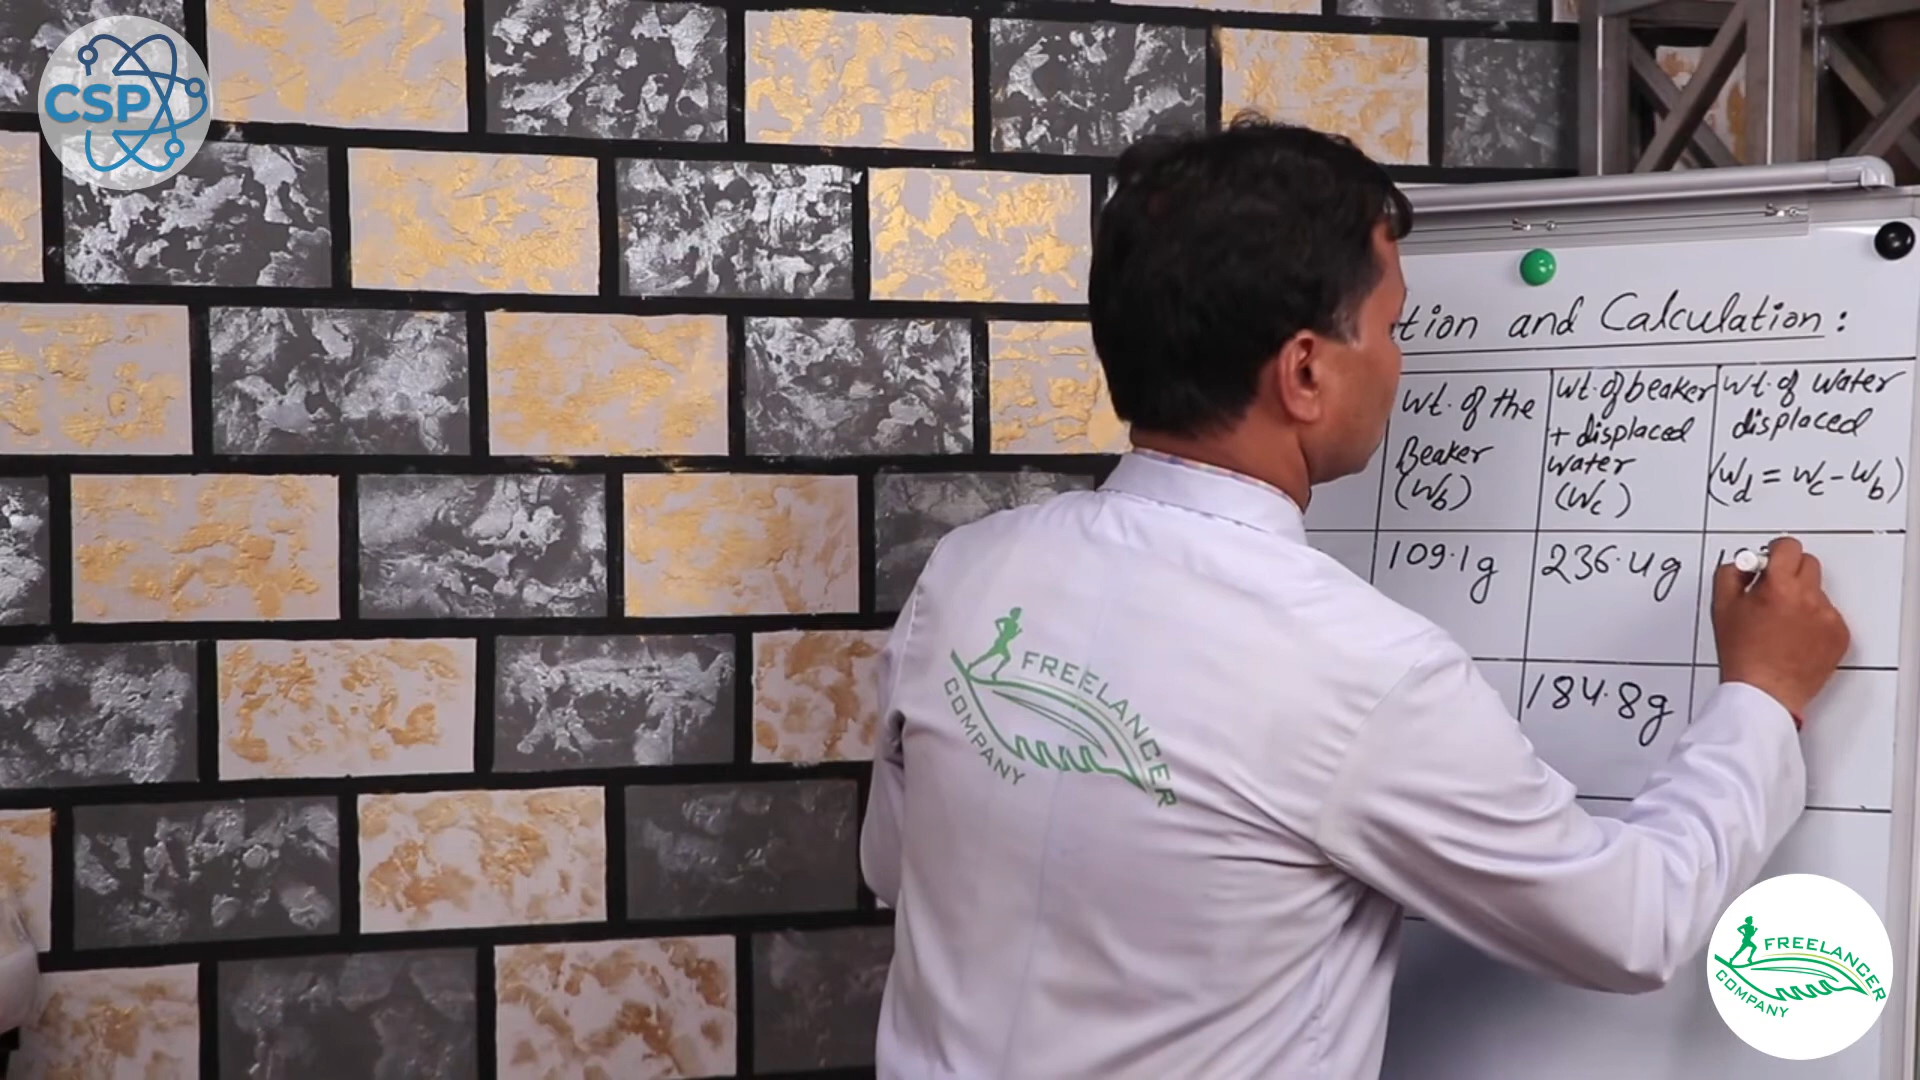 CSP
tion and Calculation:
Wt. of the
Beaker
(Wb)
Wt. of beaker
+ displaced
water
(Wc)
Wt. of water
displaced
(Wd = Wc - Wb)
109.1g
236.4g
184.8g
FREELANCER
COMPANY
FREELANCER
COMPANY